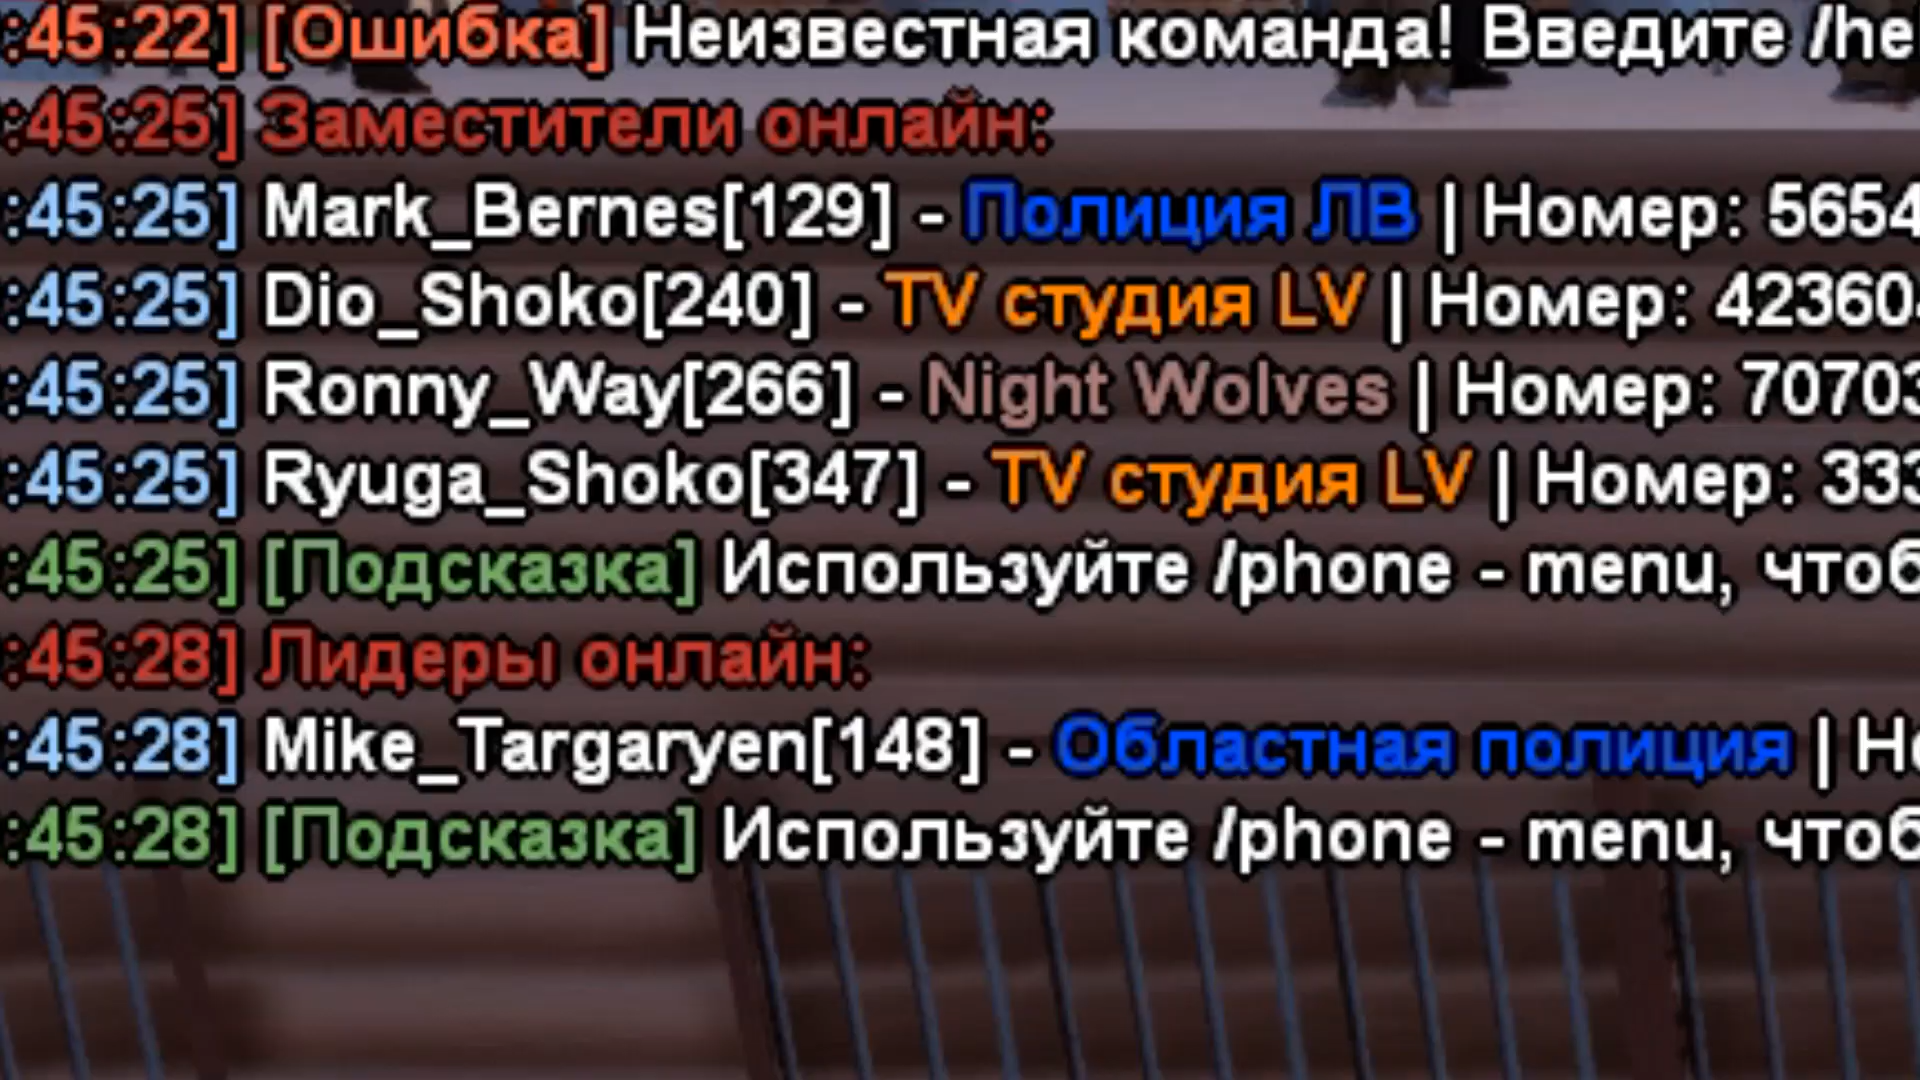 :45:22] [Ошибка] Неизвестная команда! Введите /he
:45:25] Заместители онлайн:
:45:25] Mark_Bernes[129] - Полиция ЛВ | Номер: 5654
:45:25] Dio_Shoko[240] - TV студия LV | Номер: 42360
:45:25] Ronny_Way[266] - Night Wolves | Номер: 70703
:45:25] Ryuga_Shoko[347] - TV студия LV | Номер: 333
:45:25] [Подсказка] Используйте /phone - menu, чтоб
:45:28] Лидеры онлайн:
:45:28] Mike_Targaryen[148] - Областная полиция | Но
:45:28] [Подсказка] Используйте /phone - menu, чтоб